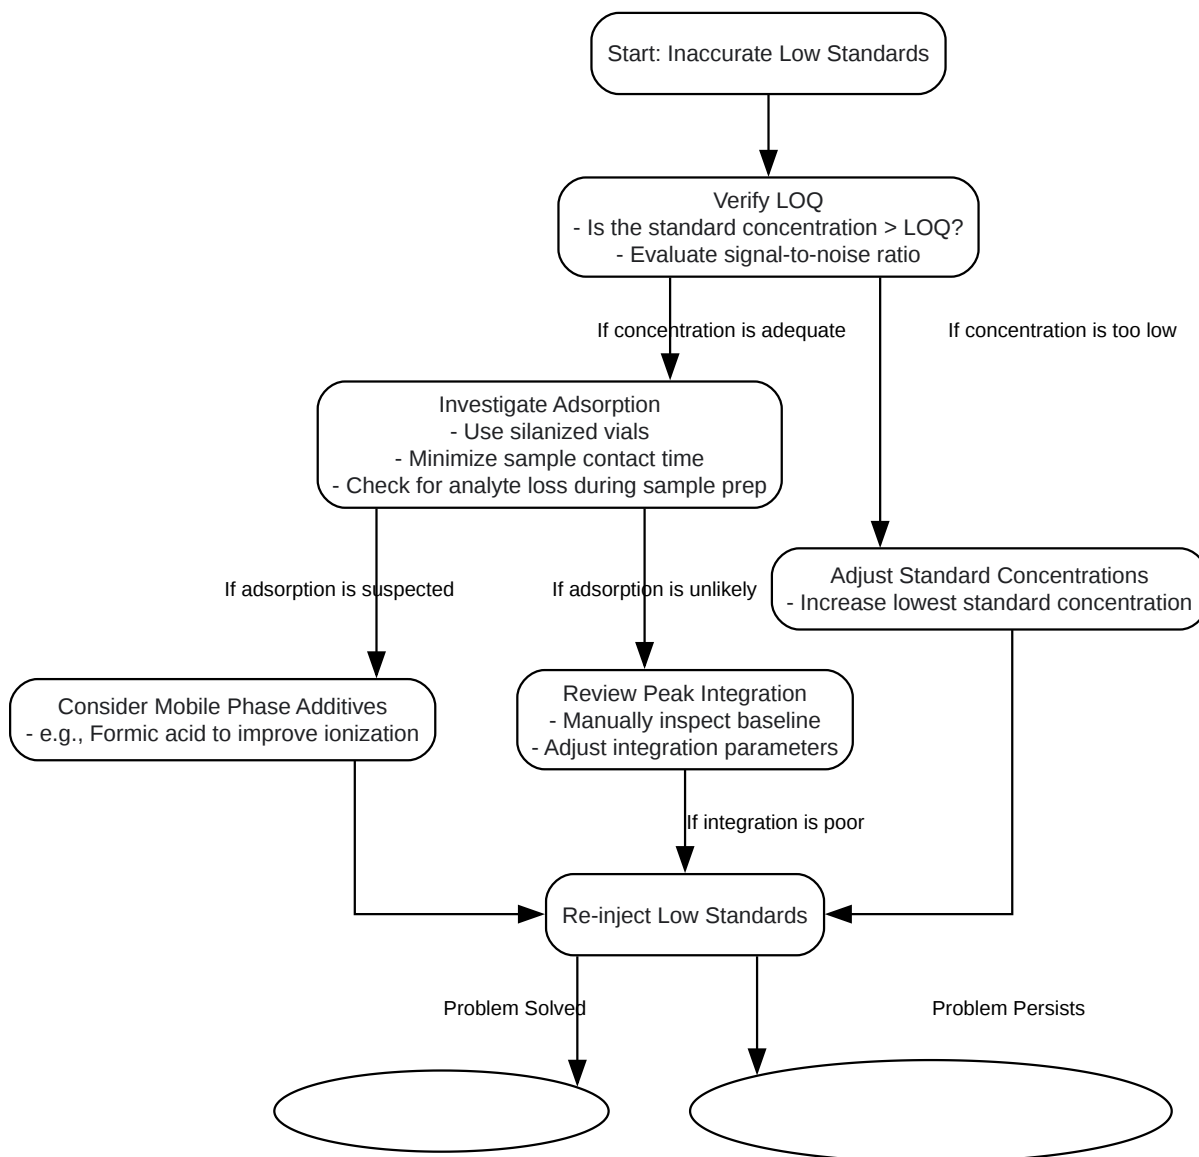 Start: Inaccurate Low Standards
Verify LOQ
- Is the standard concentration > LOQ?
- Evaluate signal-to-noise ratio
If concentration is adequate
If concentration is too low
Investigate Adsorption
- Use silanized vials
- Minimize sample contact time
- Check for analyte loss during sample prep
If adsorption is suspected
If adsorption is unlikely
Adjust Standard Concentrations
- Increase lowest standard concentration
Consider Mobile Phase Additives
- e.g., Formic acid to improve ionization
Review Peak Integration
- Manually inspect baseline
- Adjust integration parameters
If integration is poor
Re-inject Low Standards
Problem Solved
Problem Persists